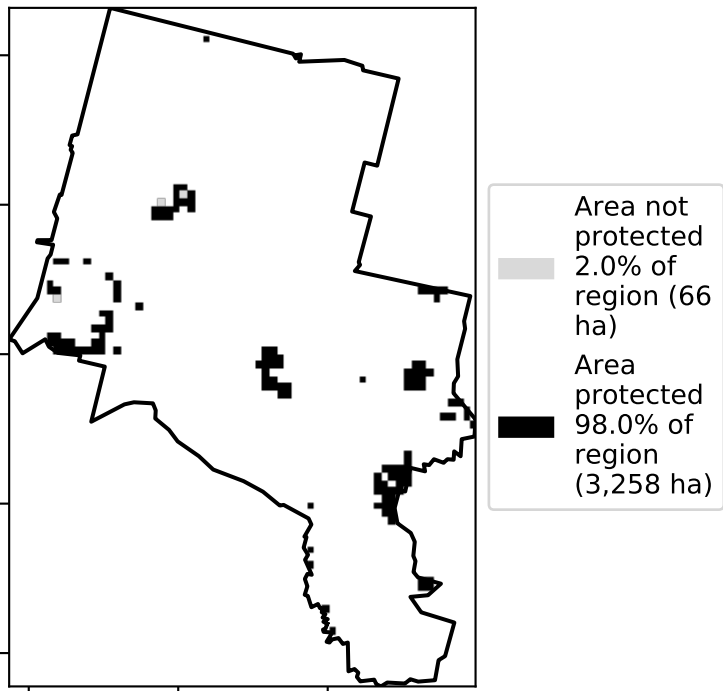 Area not
protected
2.0% of
region (66
ha)
Area
protected
98.0% of
region
(3,258 ha)